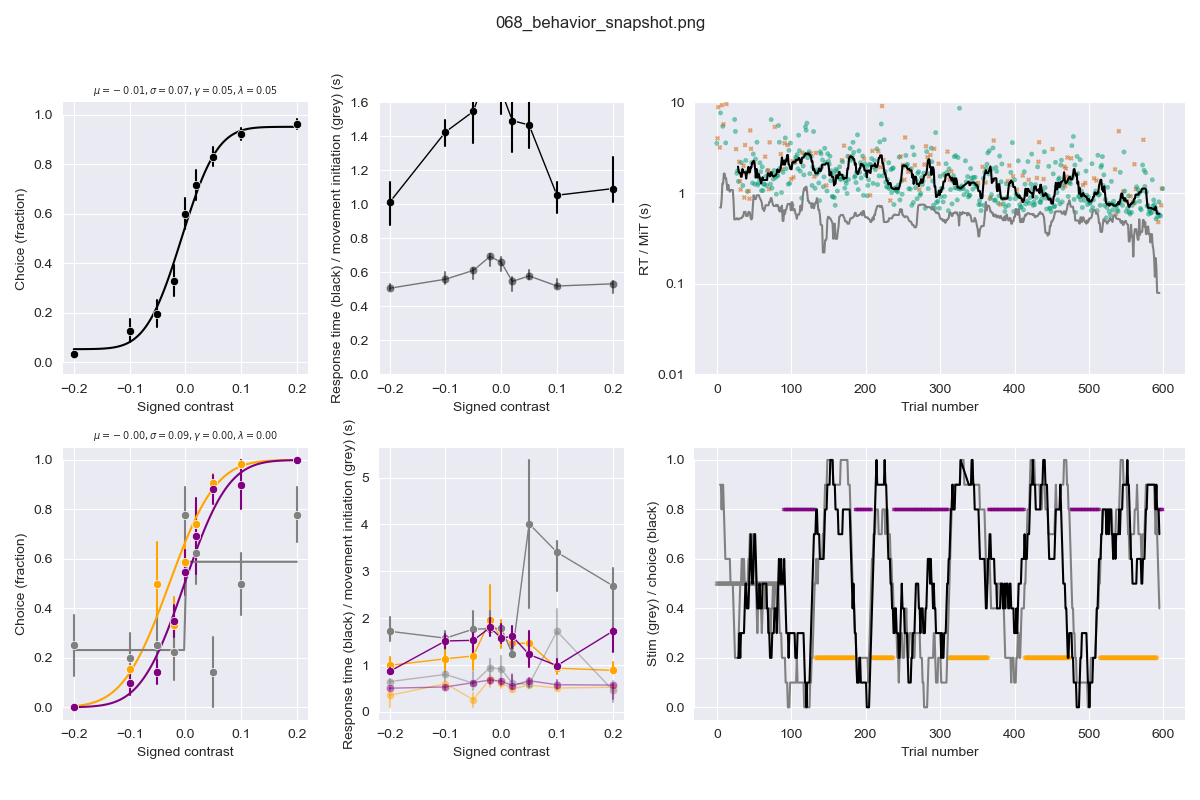 068_behavior_snapshot.png
μ = − 0.01, σ = 0.07, γ = 0.05, λ = 0.05
Choice (fraction)
1.0
0.8
0.6
0.4
0.2
0.0
−0.2 −0.1 0.0 0.1 0.2
Signed contrast
Response time (black) / movement initiation (grey) (s)
1.6
1.4
1.2
1.0
0.8
0.6
0.4
0.2
0.0
−0.2 −0.1 0.0 0.1 0.2
Signed contrast
RT / MiT (s)
10
1
0.1
0.01
0 100 200 300 400 500 600
Trial number
μ = − 0.00, σ = 0.09, γ = 0.00, λ = 0.00
Choice (fraction)
1.0
0.8
0.6
0.4
0.2
0.0
−0.2 −0.1 0.0 0.1 0.2
Signed contrast
Response time (black) / movement initiation (grey) (s)
5
4
3
2
1
0
−0.2 −0.1 0.0 0.1 0.2
Signed contrast
Stim (grey) / choice (black)
1.0
0.8
0.6
0.4
0.2
0.0
0 100 200 300 400 500 600
Trial number